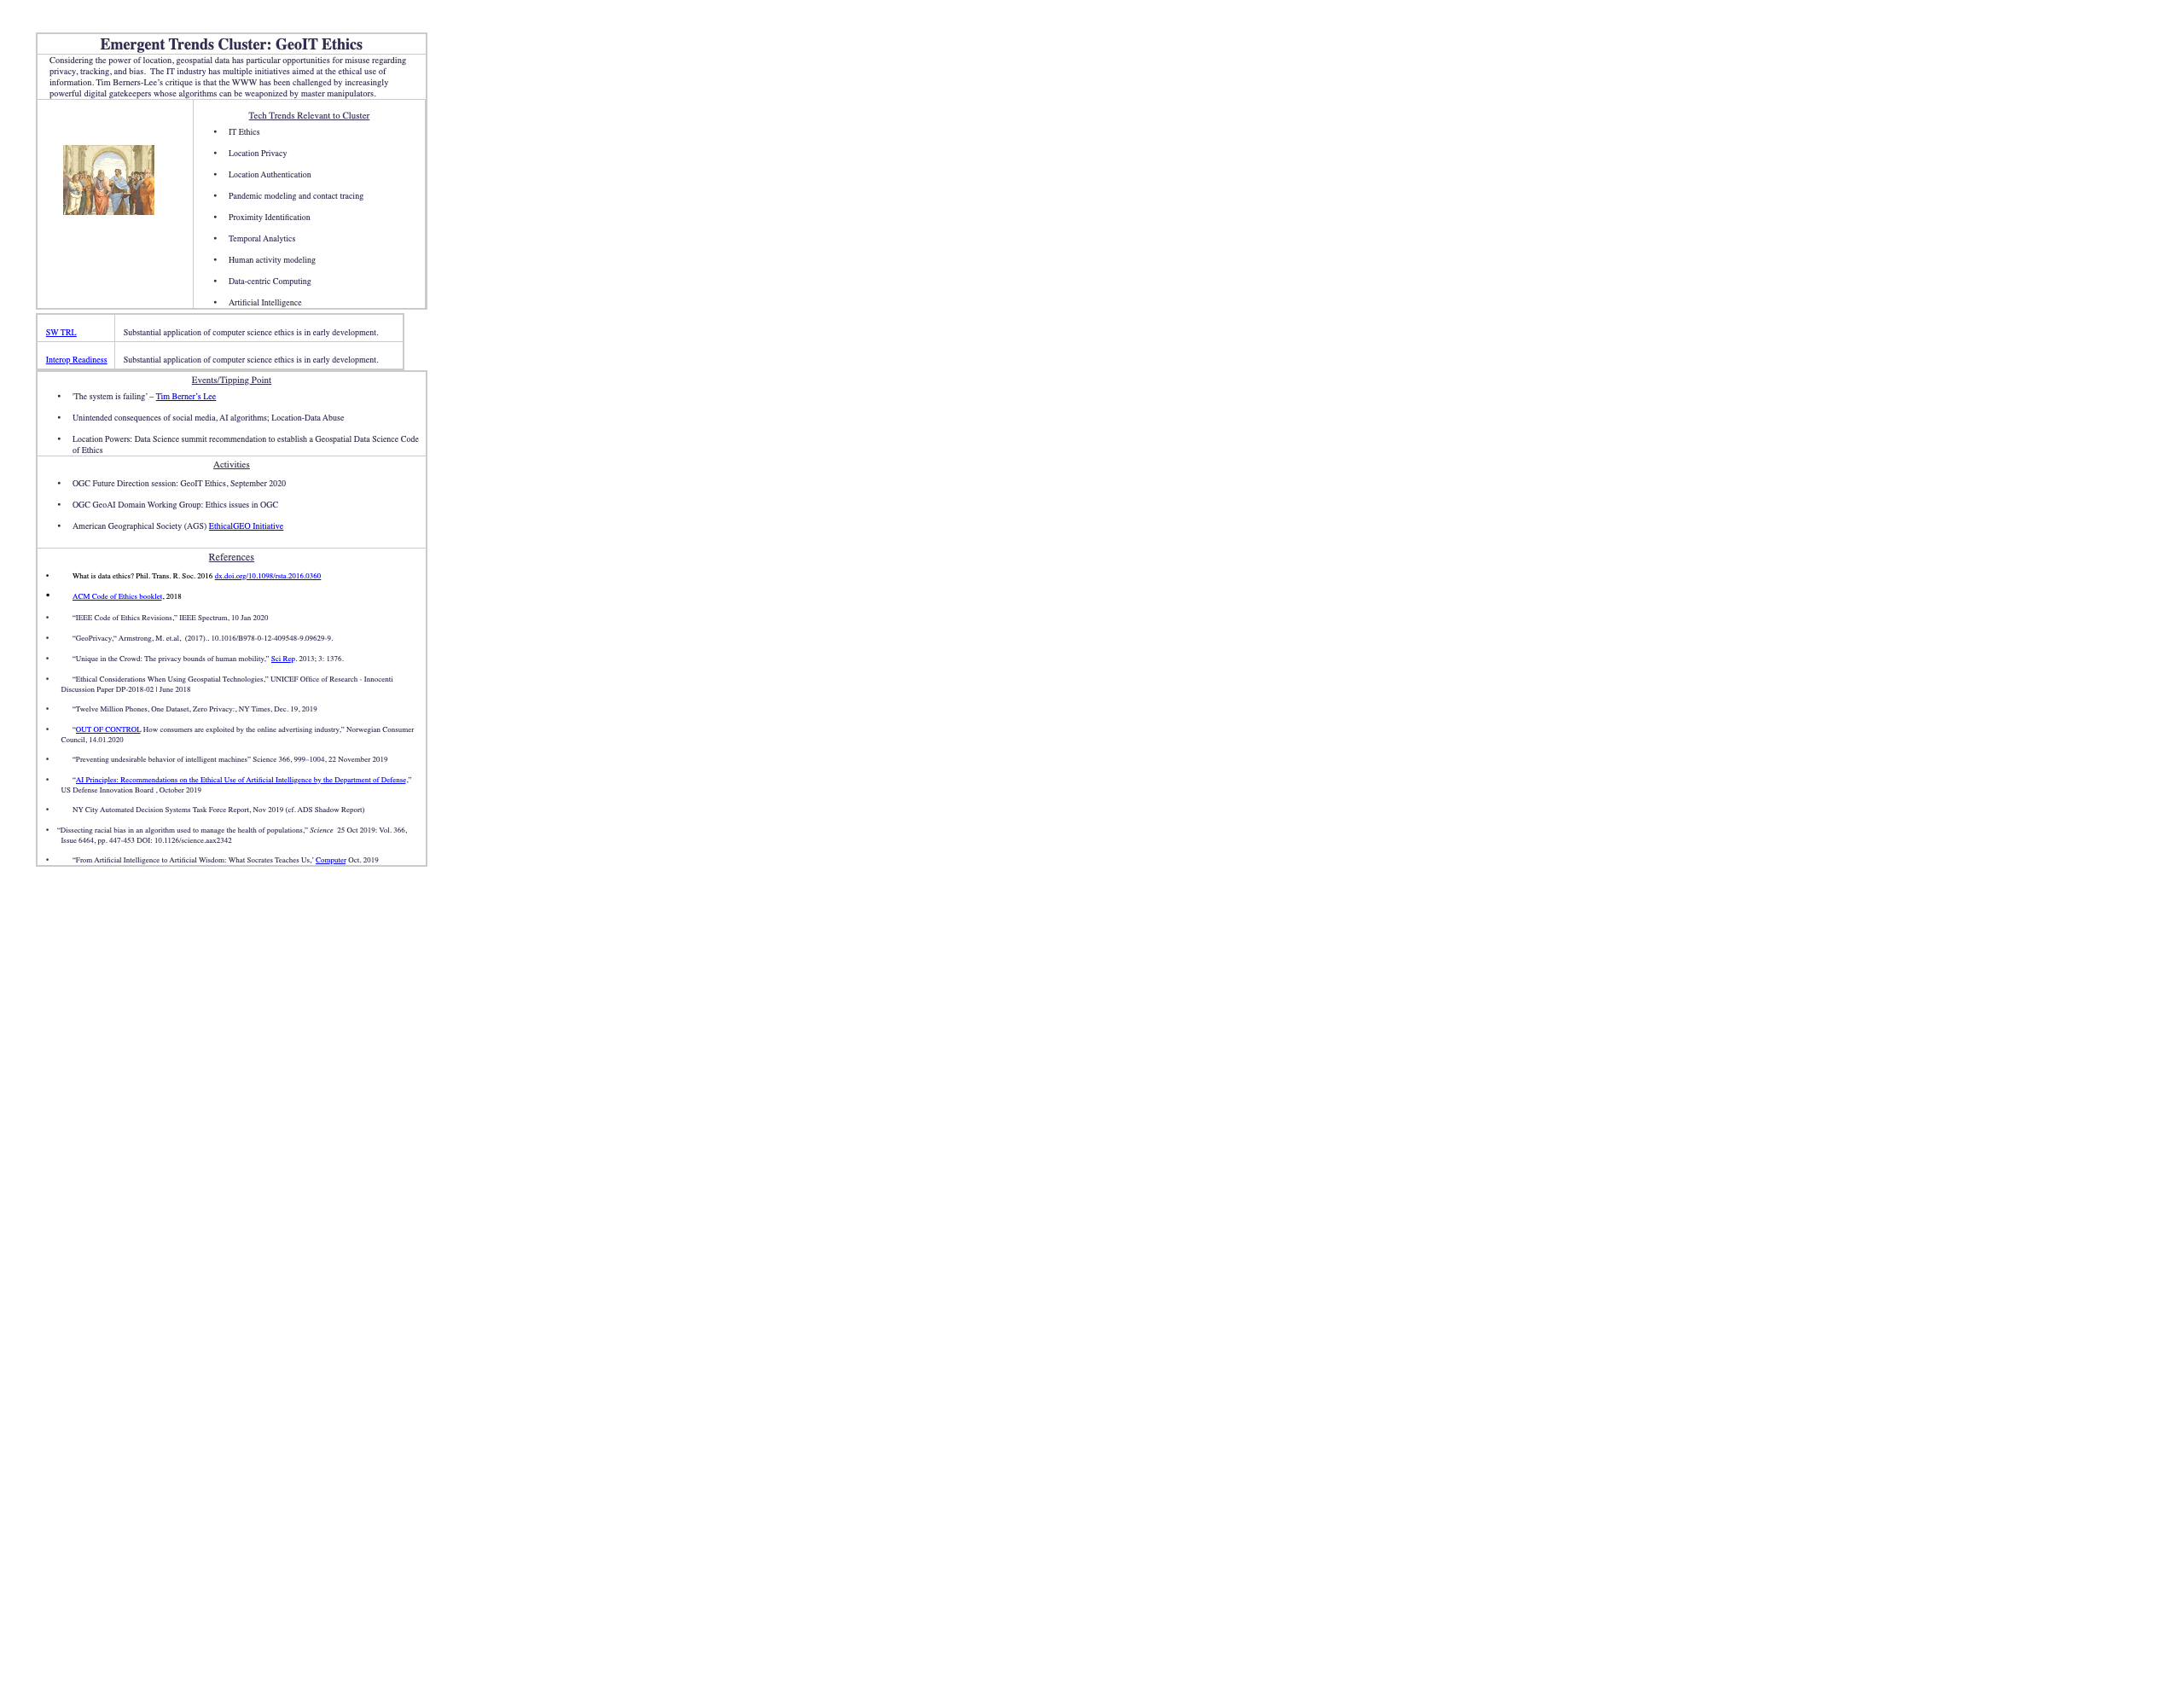 Emergent Trends Cluster: GeoIT Ethics
Considering the power of location, geospatial data has particular opportunities for misuse regarding
privacy, tracking, and bias.  The IT industry has multiple initiatives aimed at the ethical use of
information. Tim Berners-Lee’s critique is that the WWW has been challenged by increasingly
powerful digital gatekeepers whose algorithms can be weaponized by master manipulators.
Tech Trends Relevant to Cluster
• IT Ethics
• Location Privacy
• Location Authentication
• Pandemic modeling and contact tracing
• Proximity Identification
• Temporal Analytics
• Human activity modeling
• Data-centric Computing
• Artificial Intelligence
SW TRL Substantial application of computer science ethics is in early development.
Interop Readiness Substantial application of computer science ethics is in early development.
Events/Tipping Point
• 'The system is failing’ – Tim Berner’s Lee
• Unintended consequences of social media, AI algorithms; Location-Data Abuse
• Location Powers: Data Science summit recommendation to establish a Geospatial Data Science Code
of Ethics
Activities
• OGC Future Direction session: GeoIT Ethics, September 2020
• OGC GeoAI Domain Working Group: Ethics issues in OGC
• American Geographical Society (AGS) EthicalGEO Initiative
References
• What is data ethics? Phil. Trans. R. Soc. 2016 dx.doi.org/10.1098/rsta.2016.0360
• ACM Code of Ethics booklet, 2018
• “IEEE Code of Ethics Revisions,” IEEE Spectrum, 10 Jan 2020
• “GeoPrivacy,“ Armstrong, M. et.al,  (2017).. 10.1016/B978-0-12-409548-9.09629-9.
• “Unique in the Crowd: The privacy bounds of human mobility,” Sci Rep. 2013; 3: 1376.
• “Ethical Considerations When Using Geospatial Technologies,” UNICEF Office of Research - Innocenti
Discussion Paper DP-2018-02 | June 2018
• “Twelve Million Phones, One Dataset, Zero Privacy:, NY Times, Dec. 19, 2019
• “OUT OF CONTROL How consumers are exploited by the online advertising industry,” Norwegian Consumer
Council, 14.01.2020
• “Preventing undesirable behavior of intelligent machines” Science 366, 999–1004, 22 November 2019
• “AI Principles: Recommendations on the Ethical Use of Artificial Intelligence by the Department of Defense,”
US Defense Innovation Board , October 2019
• NY City Automated Decision Systems Task Force Report, Nov 2019 (cf. ADS Shadow Report)
• “Dissecting racial bias in an algorithm used to manage the health of populations,” Science  25 Oct 2019: Vol. 366,
Issue 6464, pp. 447-453 DOI: 10.1126/science.aax2342
• “From Artificial Intelligence to Artificial Wisdom: What Socrates Teaches Us,' Computer Oct. 2019